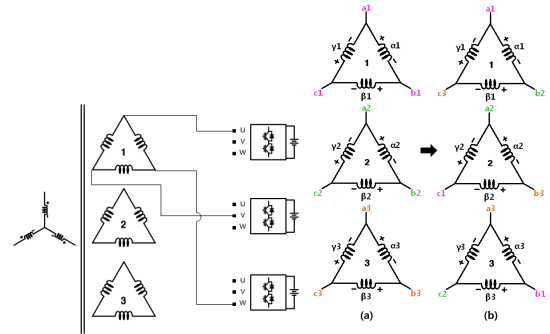 a1 a1
γ1 α1 γ1 α1
1 1
c1 β1 b1 c3 β1 b2
1 u
v
w
a2 a2
γ2 α2 γ2 α2
2 2
c2 β2 b2 c1 β2 b3
2 u
v
w
a3 a3
γ3 α3 γ3 α3
3 3
c3 β3 b3 c2 β3 b1
3 u
v
w
(a) (b)